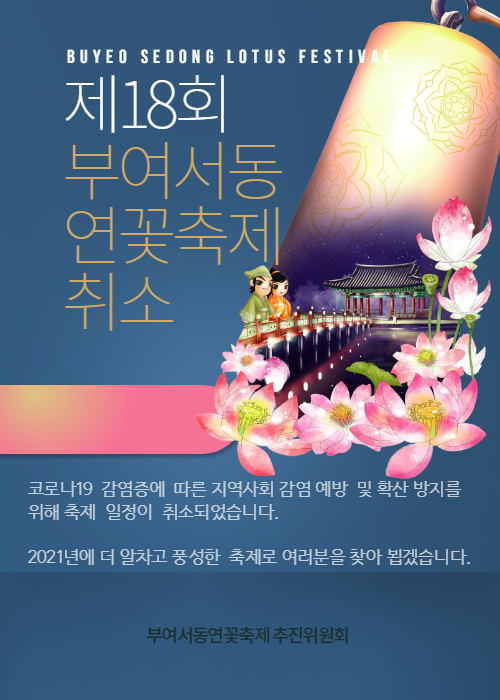 BUYEO SEDONG LOTUS FESTIVAL
제18회
부여서동
연꽃축제
취소
코로나19 감염증에 따른 지역사회 감염 예방 및 확산 방지를
위해 축제 일정이 취소되었습니다.
2021년에 더 알차고 풍성한 축제로 여러분을 찾아 뵙겠습니다.
부여서동연꽃축제 추진위원회